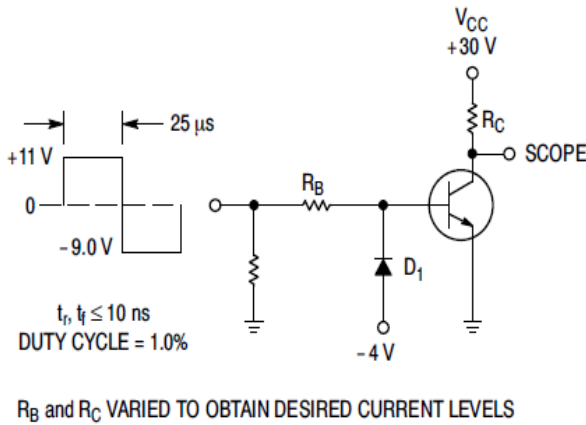 V_CC
+30 V
25 µs
+11 V
R_C
SCOPE
R_B
0
−9.0 V
D_1
t_r, t_f ≤ 10 ns
DUTY CYCLE = 1.0%
−4 V
R_B and R_C VARIED TO OBTAIN DESIRED CURRENT LEVELS